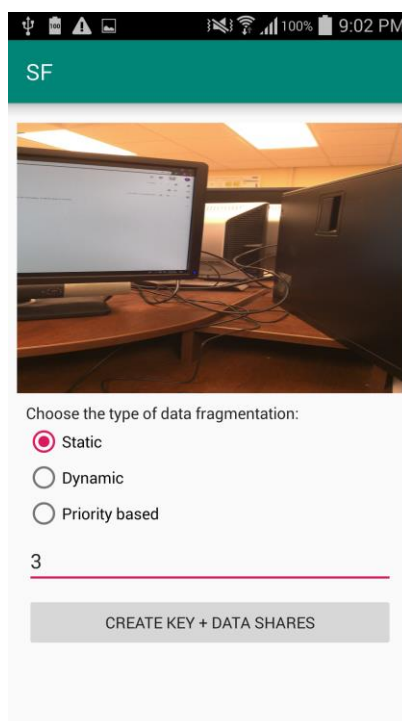 100% 9:02 PM
SF
Choose the type of data fragmentation:
Static
Dynamic
Priority based
3
CREATE KEY + DATA SHARES